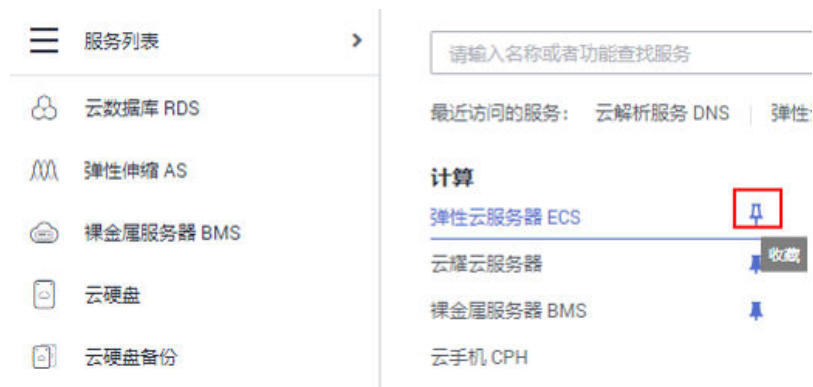 服务列表
云数据库 RDS
弹性伸缩 AS
裸金属服务器 BMS
云硬盘
云硬盘备份
请输入名称或者功能查找服务
最近访问的服务： 云解析服务 DNS | 弹性
计算
弹性云服务器 ECS
收藏
云耀云服务器
裸金属服务器 BMS
云手机 CPH